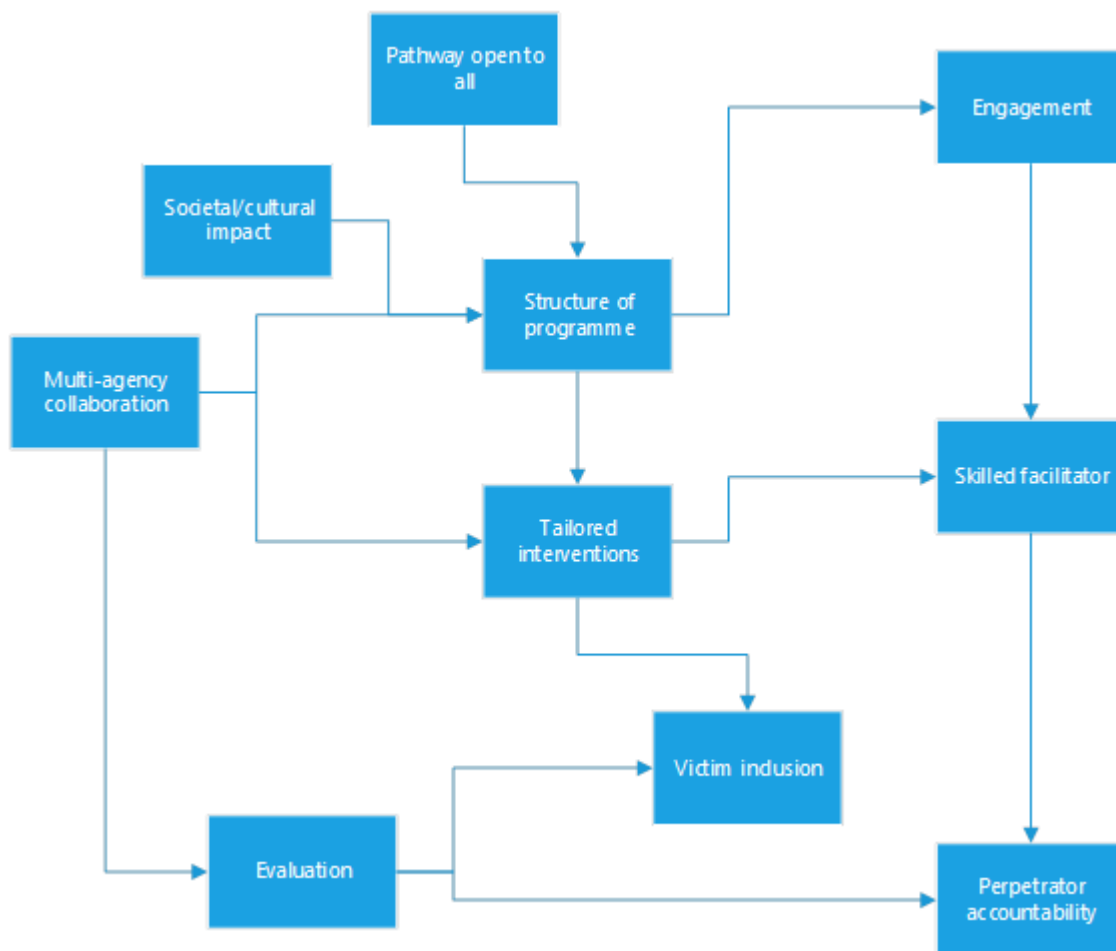 Pathway open to
all
Engagement
Societal/cultural
impact
Structure of
programme
Multi-agency
collaboration
Skilled facilitator
Tailored
interventions
Victim inclusion
Evaluation
Perpetrator
accountability